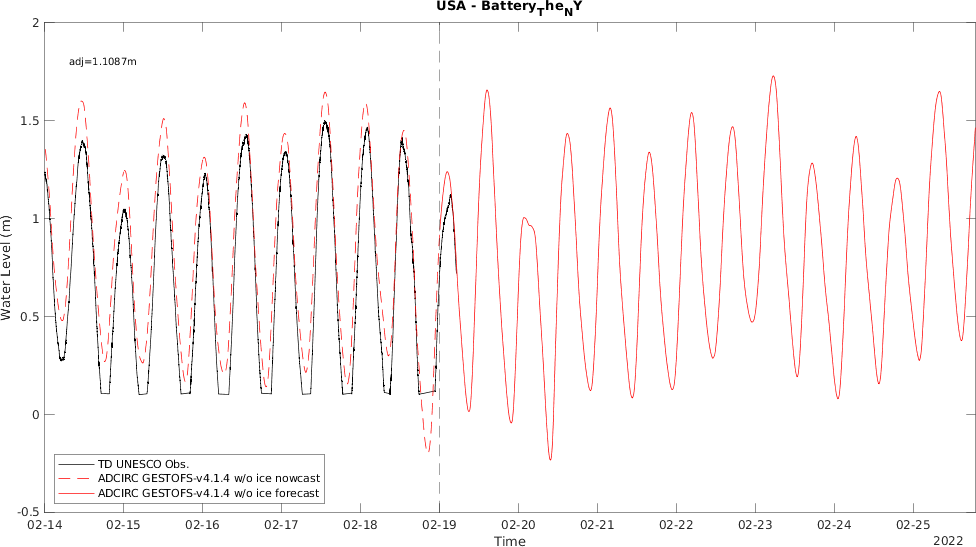 USA - BatteryTheNY
2
adj=1.1087m
1.5
1
0.5
0
-0.5
Water Level (m)
TD UNESCO Obs.
ADCIRC GESTOFS-v4.1.4 w/o ice nowcast
ADCIRC GESTOFS-v4.1.4 w/o ice forecast
02-14 02-15 02-16 02-17 02-18 02-19 02-20 02-21 02-22 02-23 02-24 02-25
Time
2022